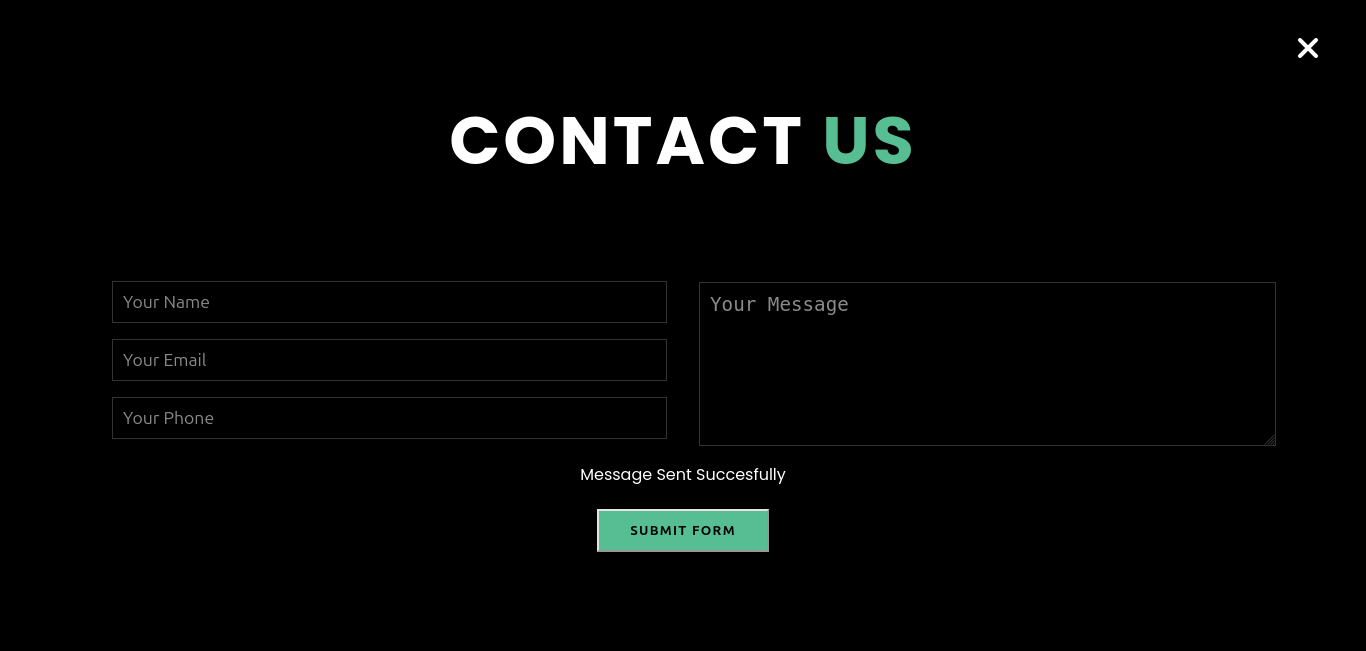 CONTACT US
Your Name
Your Email
Your Phone
Your Message
Message Sent Succesfully
SUBMIT FORM